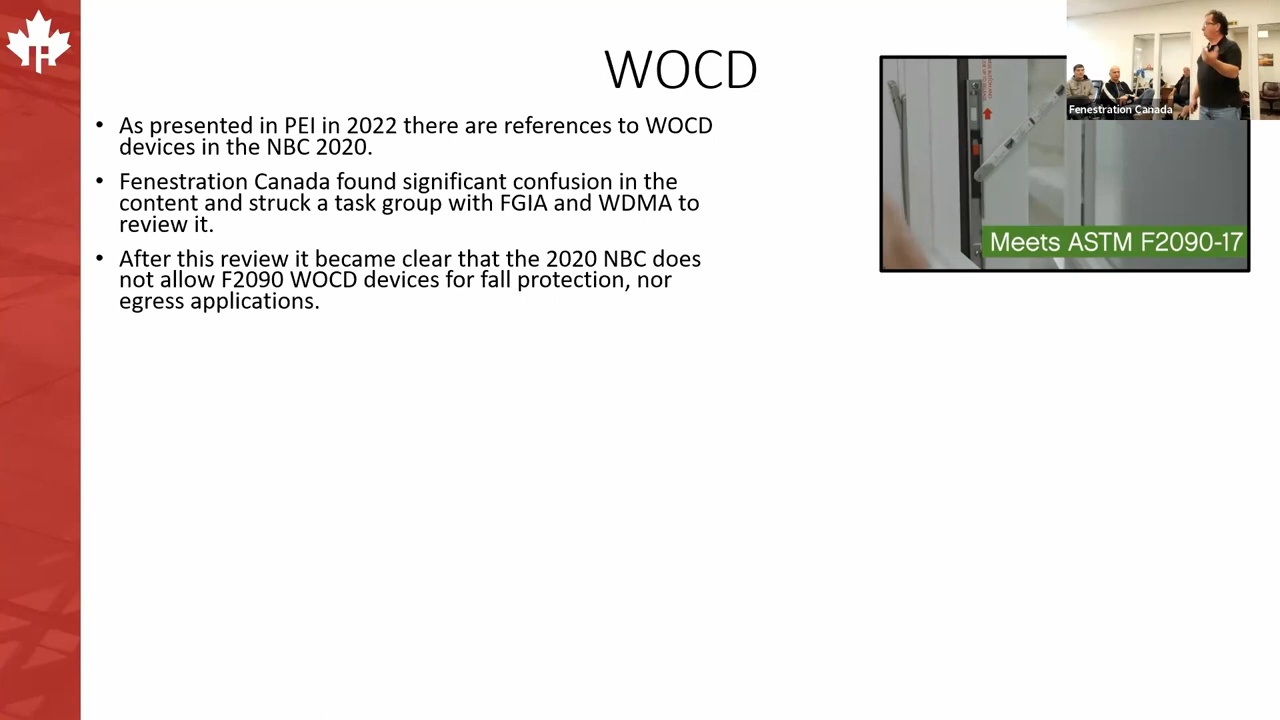 WOCD
• As presented in PEI in 2022 there are references to WOCD
devices in the NBC 2020.
• Fenestration Canada found significant confusion in the
content and struck a task group with FGIA and WDMA to
review it.
• After this review it became clear that the 2020 NBC does
not allow F2090 WOCD devices for fall protection, nor
egress applications.
Fenestration Canada
Meets ASTM F2090-17